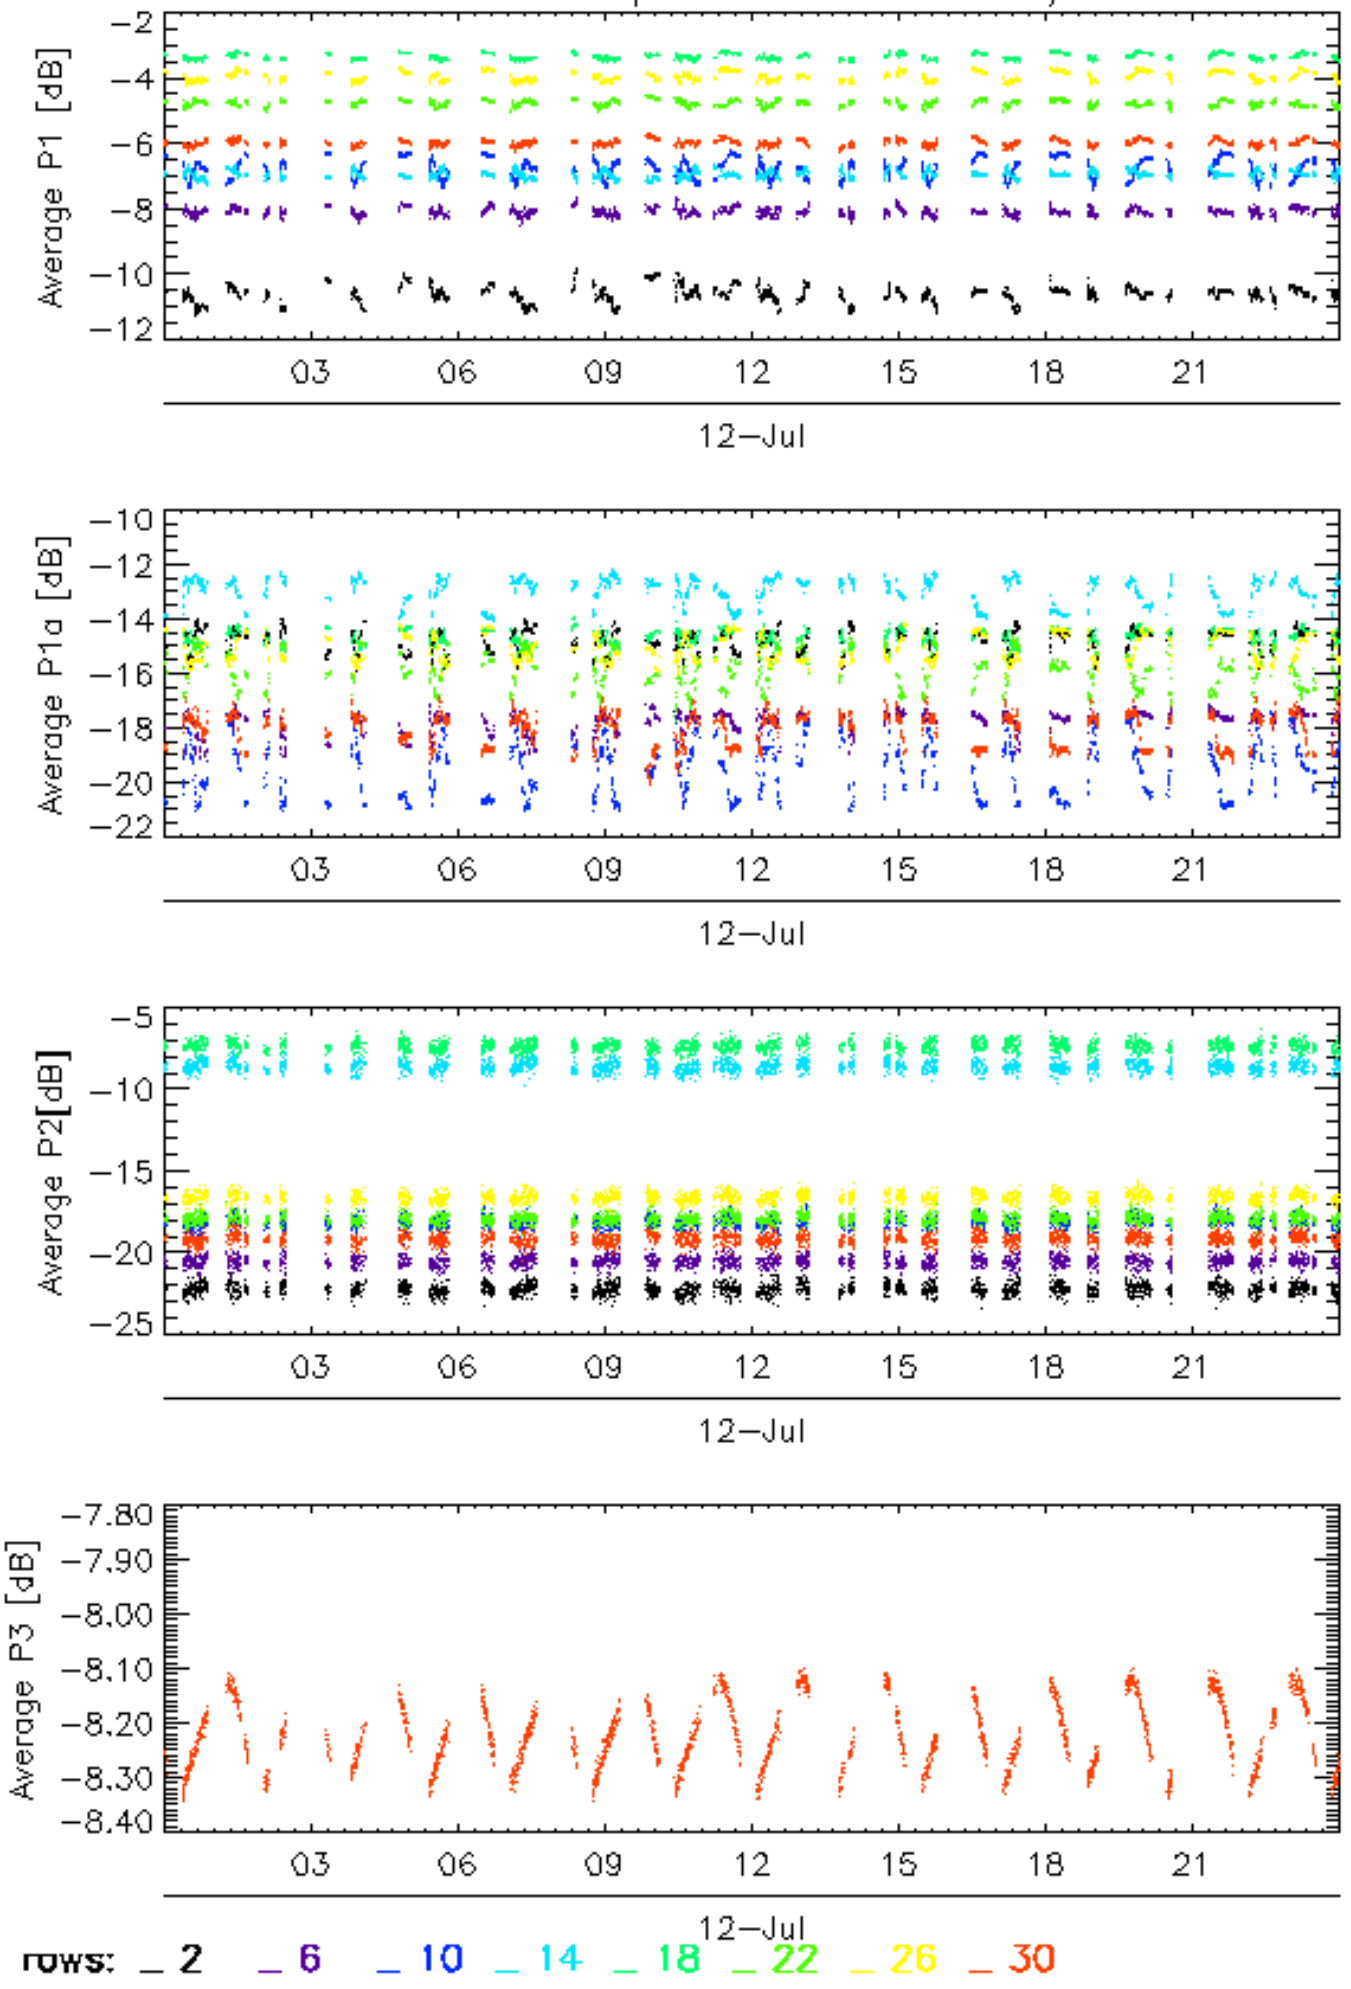 Average P1 [dB]
−2
−4
−6
−8
−10
−12
03 06 09 12 15 18 21
12−Jul
Average P1a [dB]
−10
−12
−14
−16
−18
−20
−22
03 06 09 12 15 18 21
12−Jul
Average P2[dB]
−5
−10
−15
−20
−25
03 06 09 12 15 18 21
12−Jul
Average P3 [dB]
−7.80
−7.90
−8.00
−8.10
−8.20
−8.30
−8.40
03 06 09 12 15 18 21
12−Jul
rows: _ 2 _ 6 _ 10 _ 14 _ 18 _ 22 _ 26 _ 30